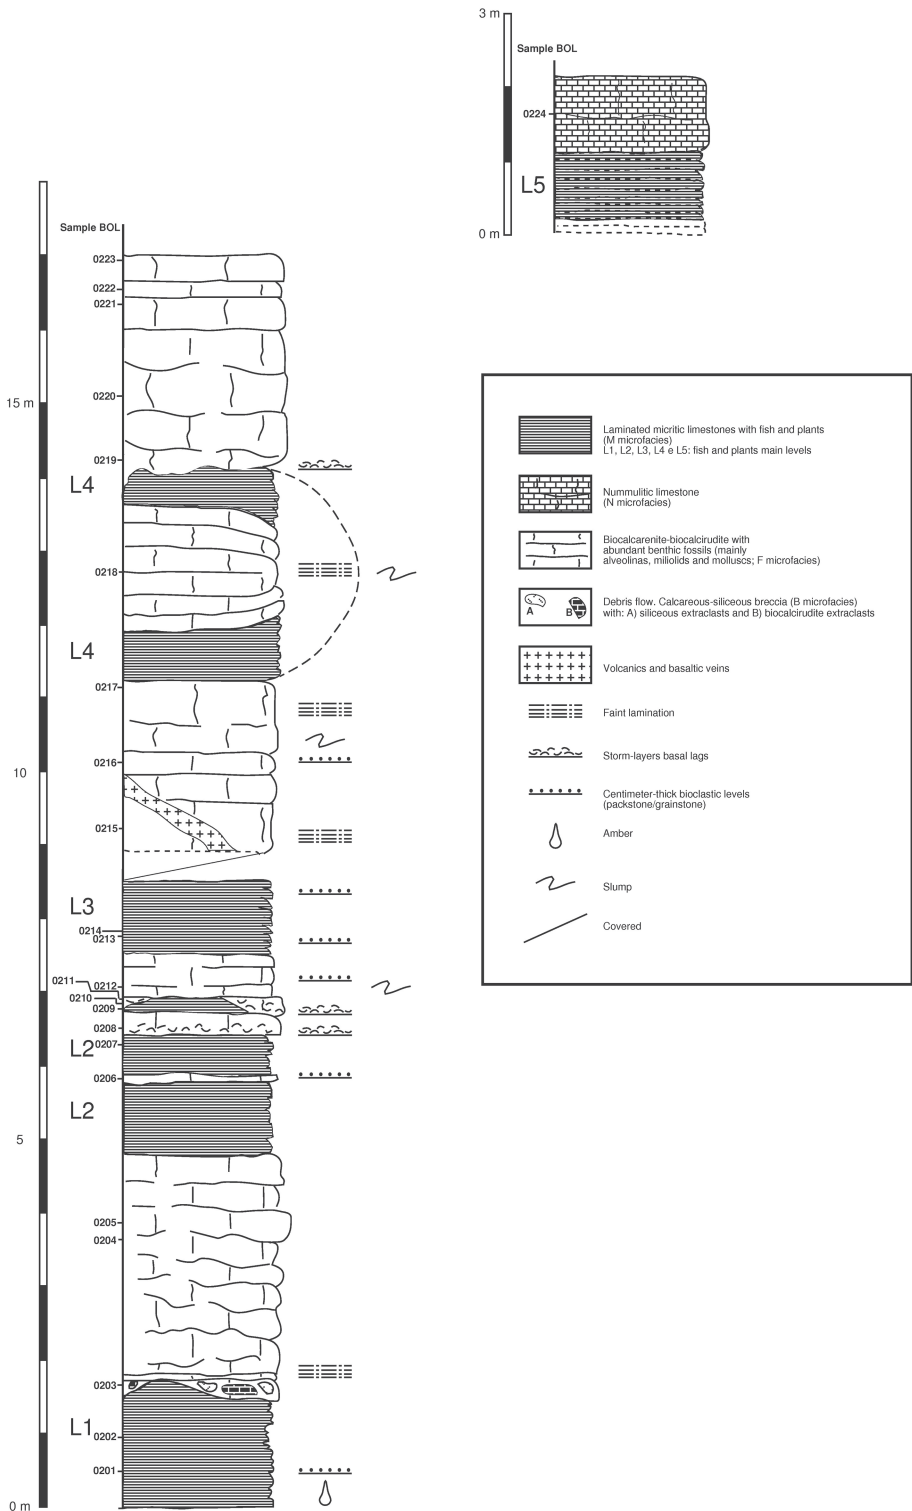 3 m
Sample BOL
0224
L5
0 m
Sample BOL
0223
0222
0221
15 m
0220
0219
L4
0218
L4
0217
0216
10
0215
L3
0214
0213
0211
0212
0210
0209
0208
L2
0207
0206
L2
5
0205
0204
0203
L1
0202
0201
0 m
Laminated micritic limestones with fish and plants
(M microfacies)
L1, L2, L3, L4 e L5: fish and plants main levels
Nummulitic limestone
(N microfacies)
Biocalcarenite-biocalcirudite with
abundant benthic fossils (mainly
alveolinas, miliolids and molluscs; F microfacies)
A
B
Debris flow. Calcareous-siliceous breccia (B microfacies)
with: A) siliceous extraclasts and B) biocalcirudite extraclasts
Volcanics and basaltic veins
Faint lamination
Storm-layers basal lags
Centimeter-thick bioclastic levels
(packstone/grainstone)
Amber
Slump
Covered